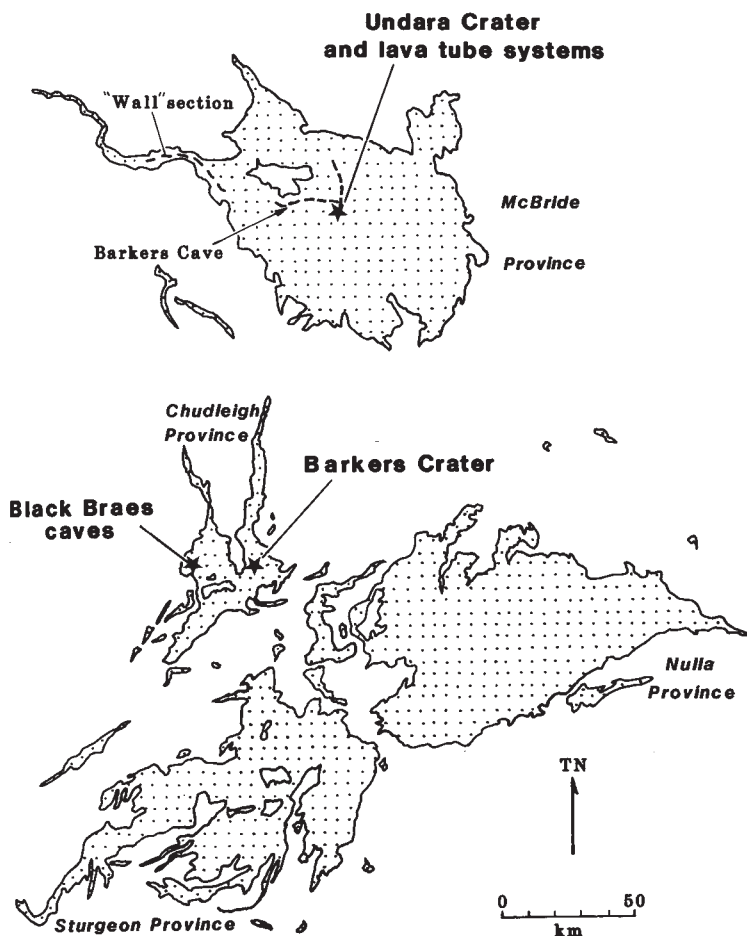 Undara Crater
and lava tube systems
"Wall" section
McBride
Province
Barkers Cave
Chudleigh
Province
Barkers Crater
Black Braes
caves
Nulla
Province
TN
0 50
km
Sturgeon Province